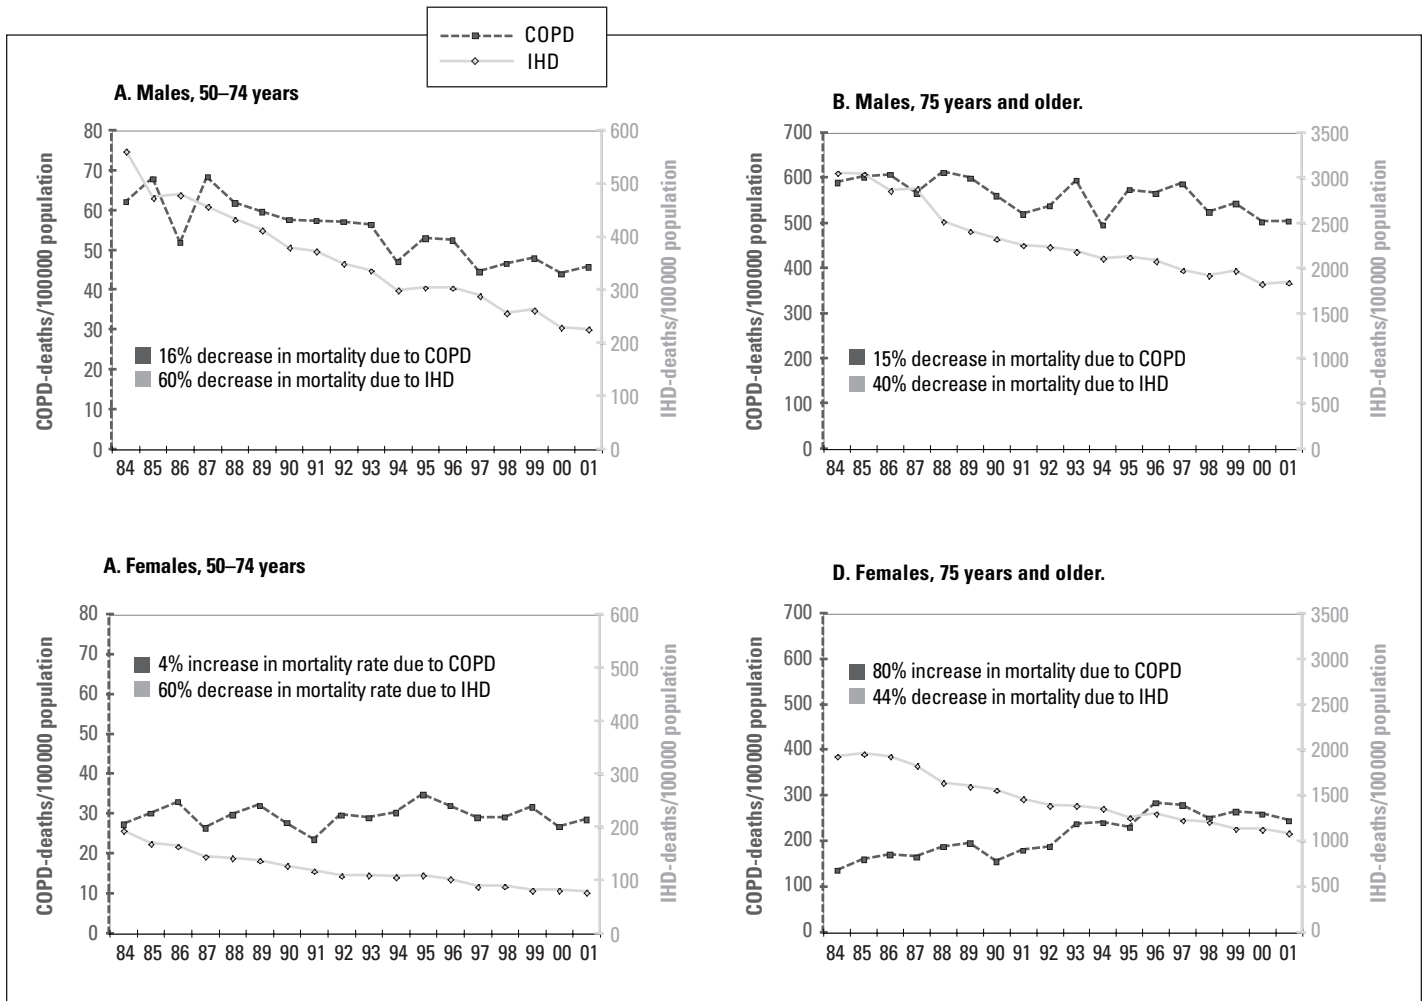 COPD
IHD
A. Males, 50–74 years
COPD-deaths/100 000 population
80
70
60
50
40
30
20
10
0
600
500
400
300
200
100
0
IHD-deaths/100 000 population
16% decrease in mortality due to COPD
60% decrease in mortality due to IHD
84 85 86 87 88 89 90 91 92 93 94 95 96 97 98 99 00 01
B. Males, 75 years and older.
COPD-deaths/100 000 population
700
600
500
400
300
200
100
0
3500
3000
2500
2000
1500
1000
500
0
IHD-deaths/100 000 population
15% decrease in mortality due to COPD
40% decrease in mortality due to IHD
84 85 86 87 88 89 90 91 92 93 94 95 96 97 98 99 00 01
A. Females, 50–74 years
COPD-deaths/100 000 population
80
70
60
50
40
30
20
10
0
600
500
400
300
200
100
0
IHD-deaths/100 000 population
4% increase in mortality rate due to COPD
60% decrease in mortality rate due to IHD
84 85 86 87 88 89 90 91 92 93 94 95 96 97 98 99 00 01
D. Females, 75 years and older.
COPD-deaths/100 000 population
700
600
500
400
300
200
100
0
3500
3000
2500
2000
1500
1000
500
0
IHD-deaths/100 000 population
80% increase in mortality due to COPD
44% decrease in mortality due to IHD
84 85 86 87 88 89 90 91 92 93 94 95 96 97 98 99 00 01